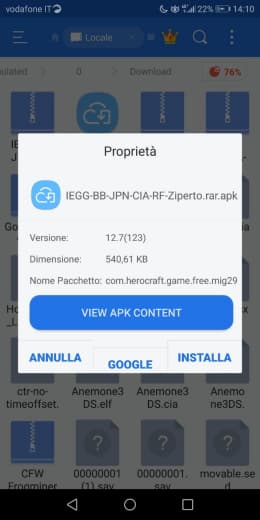 vodafone IT 22% 14:10
Locale
ulated 0 Download 76%
Proprietà
IEGG-BB-JPN-CIA-RF-Ziperto.rar.apk
Versione: 12.7(123)
Dimensione: 540,61 KB
Nome Pacchetto: com.herocraft.game.free.mig29
VIEW APK CONTENT
ANNULLA GOOGLE INSTALLA
ctr-no-timeoffset. Anemone3DS.elf Anemone3DS.cia Anemone3DS.
CFW Frogminer 00000001(1).sav 00000001.sav movable.sed